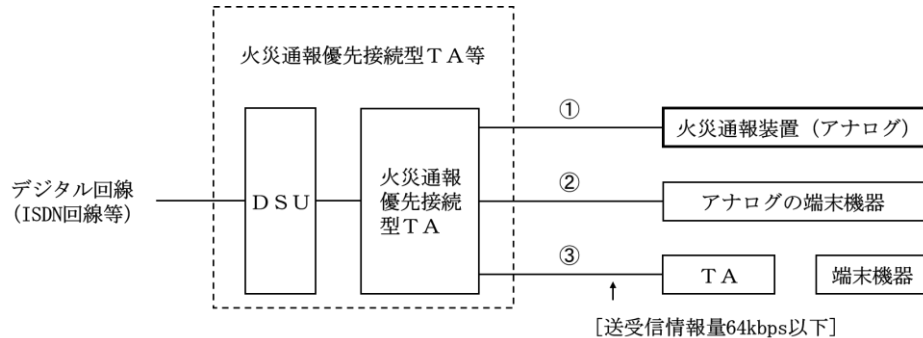 火災通報優先接続型ＴＡ等
①
火災通報装置（アナログ）
デジタル回線
(ISDN回線等)
ＤＳＵ
火災通報
優先接続
型ＴＡ
②
アナログの端末機器
③
ＴＡ
端末機器
［送受信情報量64kbps以下］